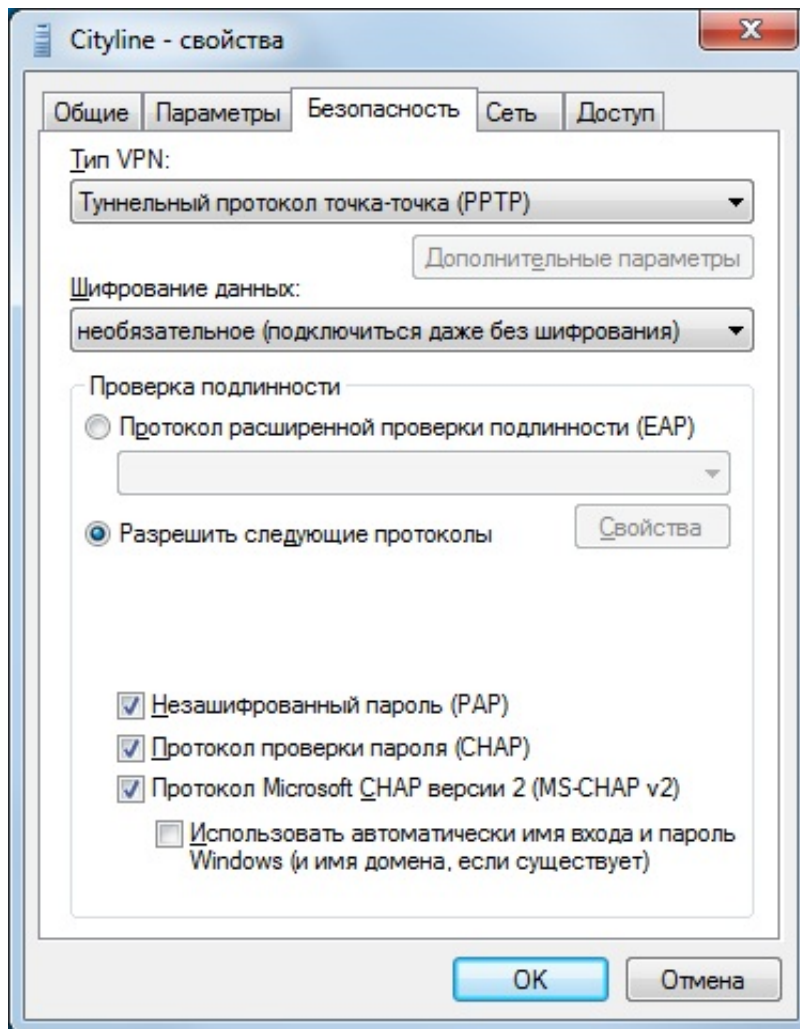 Cityline - свойства
Общие
Параметры
Безопасность
Сеть
Доступ
Тип VPN:
Туннельный протокол точка-точка (PPTP)
Дополнительные параметры
Шифрование данных:
необязательное (подключиться даже без шифрования)
Проверка подлинности
Протокол расширенной проверки подлинности (EAP)
Разрешить следующие протоколы
Свойства
Незашифрованный пароль (PAP)
Протокол проверки пароля (CHAP)
Протокол Microsoft CHAP версии 2 (MS-CHAP v2)
Использовать автоматически имя входа и пароль
Windows (и имя домена, если существует)
OK
Отмена